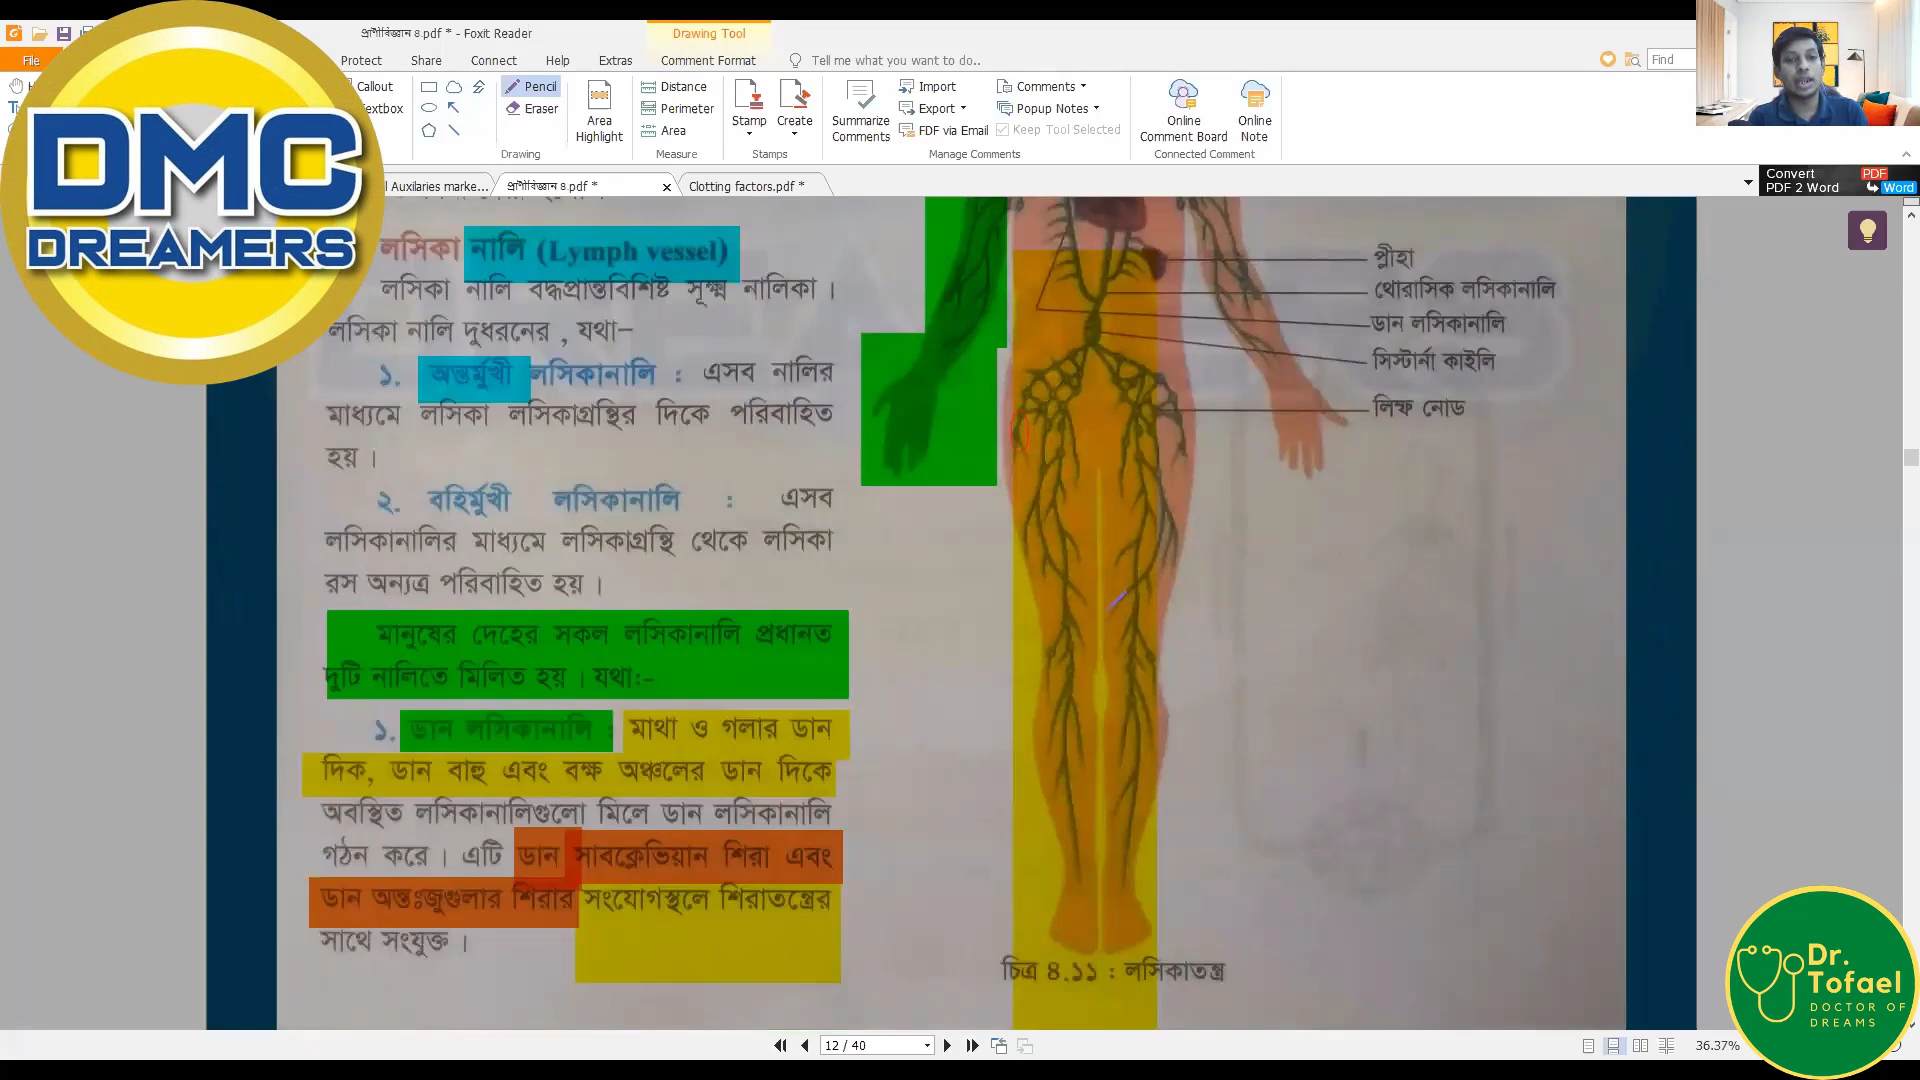 প্রাণীবিজ্ঞান ৪.pdf * - Foxit Reader
Drawing Tool
File
Protect
Share
Connect
Help
Extras
Comment Format
Tell me what you want to do..
Find
Callout
Pencil
Eraser
Area Highlight
Distance
Perimeter
Area
Stamp
Create
Summarize Comments
Import
Export
FDF via Email
Comments
Popup Notes
Keep Tool Selected
Online Comment Board
Online Note
Drawing
Measure
Stamps
Manage Comments
Connected Comment
Auxilaries marke...
প্রাণীবিজ্ঞান ৪.pdf *
Clotting factors.pdf *
Convert PDF
PDF 2 Word Word
DMC
DREAMERS
লসিকা নালি (Lymph vessel)
লসিকা নালি বদ্ধপ্রান্তবিশিষ্ট সূক্ষ্ম নালিকা ।
লসিকা নালি দুধরনের , যথা–
১. অন্তর্মুখী লসিকানালি : এসব নালির
মাধ্যমে লসিকা লসিকাগ্রন্থির দিকে পরিবাহিত
হয় ।
২. বহির্মুখী লসিকানালি : এসব
লসিকানালির মাধ্যমে লসিকাগ্রন্থি থেকে লসিকা
রস অন্যত্র পরিবাহিত হয় ।
মানুষের দেহের সকল লসিকানালি প্রধানত
দুটি নালিতে মিলিত হয় । যথা:-
১. ডান লসিকানালি : মাথা ও গলার ডান
দিক, ডান বাহু এবং বক্ষ অঞ্চলের ডান দিকে
অবস্থিত লসিকানালিগুলো মিলে ডান লসিকানালি
গঠন করে । এটি ডান সাবক্লেভিয়ান শিরা এবং
ডান অন্তঃজুগুলার শিরার সংযোগস্থলে শিরাতন্ত্রের
সাথে সংযুক্ত ।
প্লীহা
থোরাসিক লসিকানালি
ডান লসিকানালি
সিস্টার্না কাইলি
লিম্ফ নোড
চিত্র ৪.১১ : লসিকাতন্ত্র
Dr.
Tofael
DOCTOR OF
DREAMS
12 / 40
36.37%